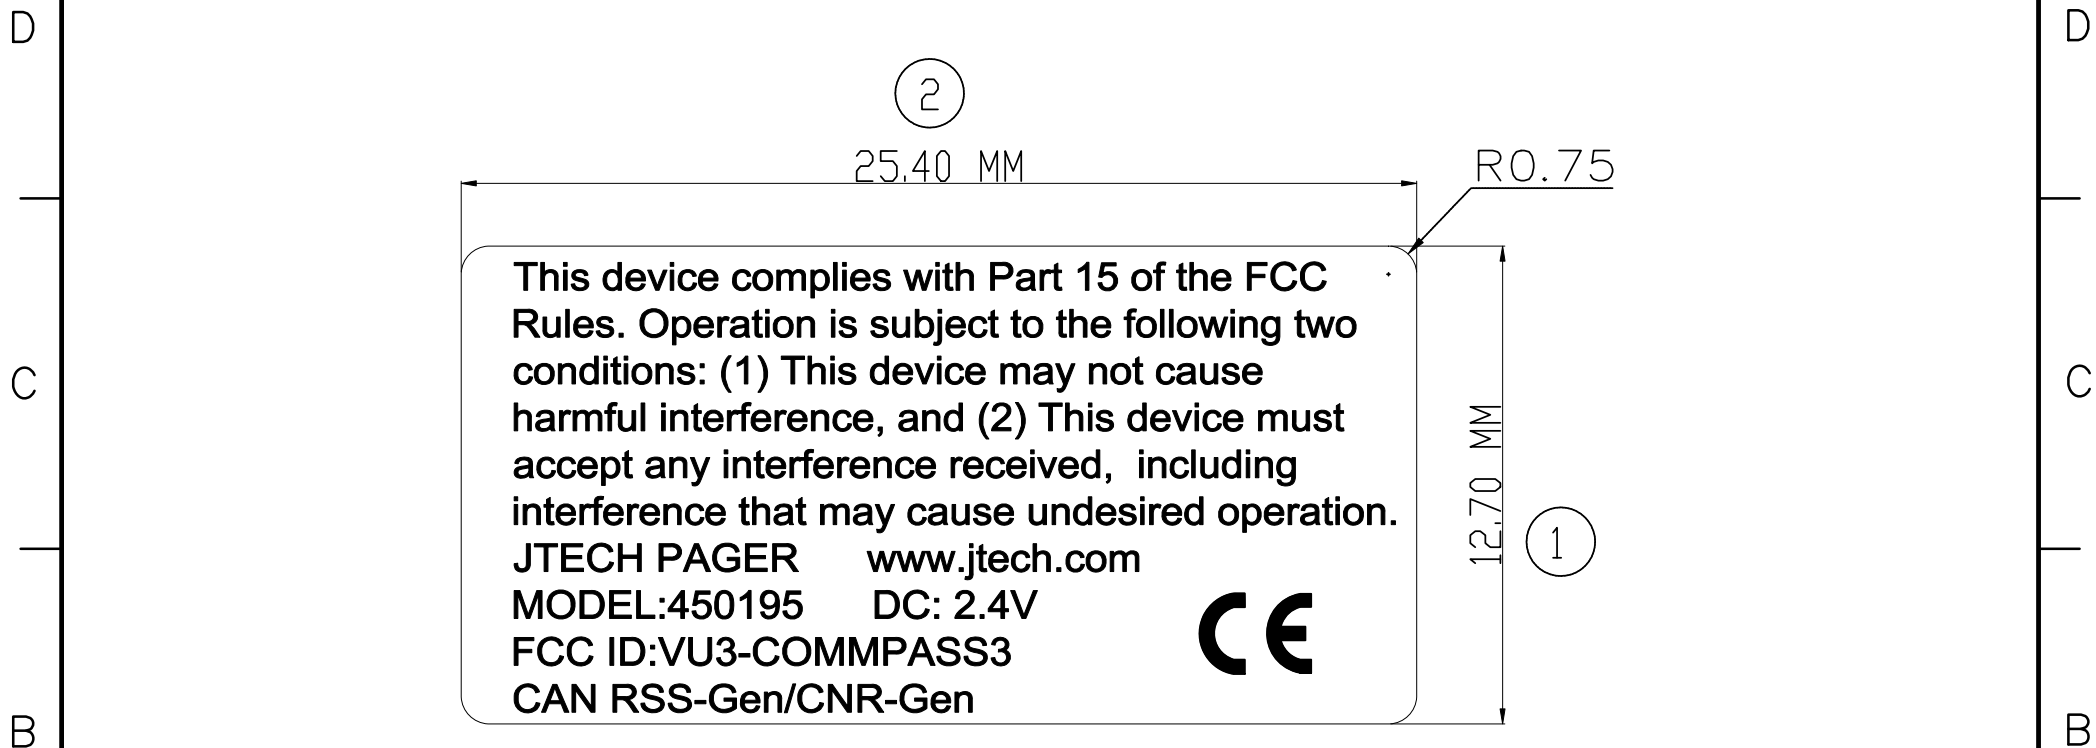 D D
2
25.40 MM R0.75
This device complies with Part 15 of the FCC
Rules. Operation is subject to the following two
conditions: (1) This device may not cause
harmful interference, and (2) This device must
accept any interference received,  including
interference that may cause undesired operation.
JTECH PAGER www.jtech.com
MODEL:450195 DC: 2.4V
FCC ID:VU3-COMMPASS3
CAN RSS-Gen/CNR-Gen
CE
12.70 MM
1
C C
B B